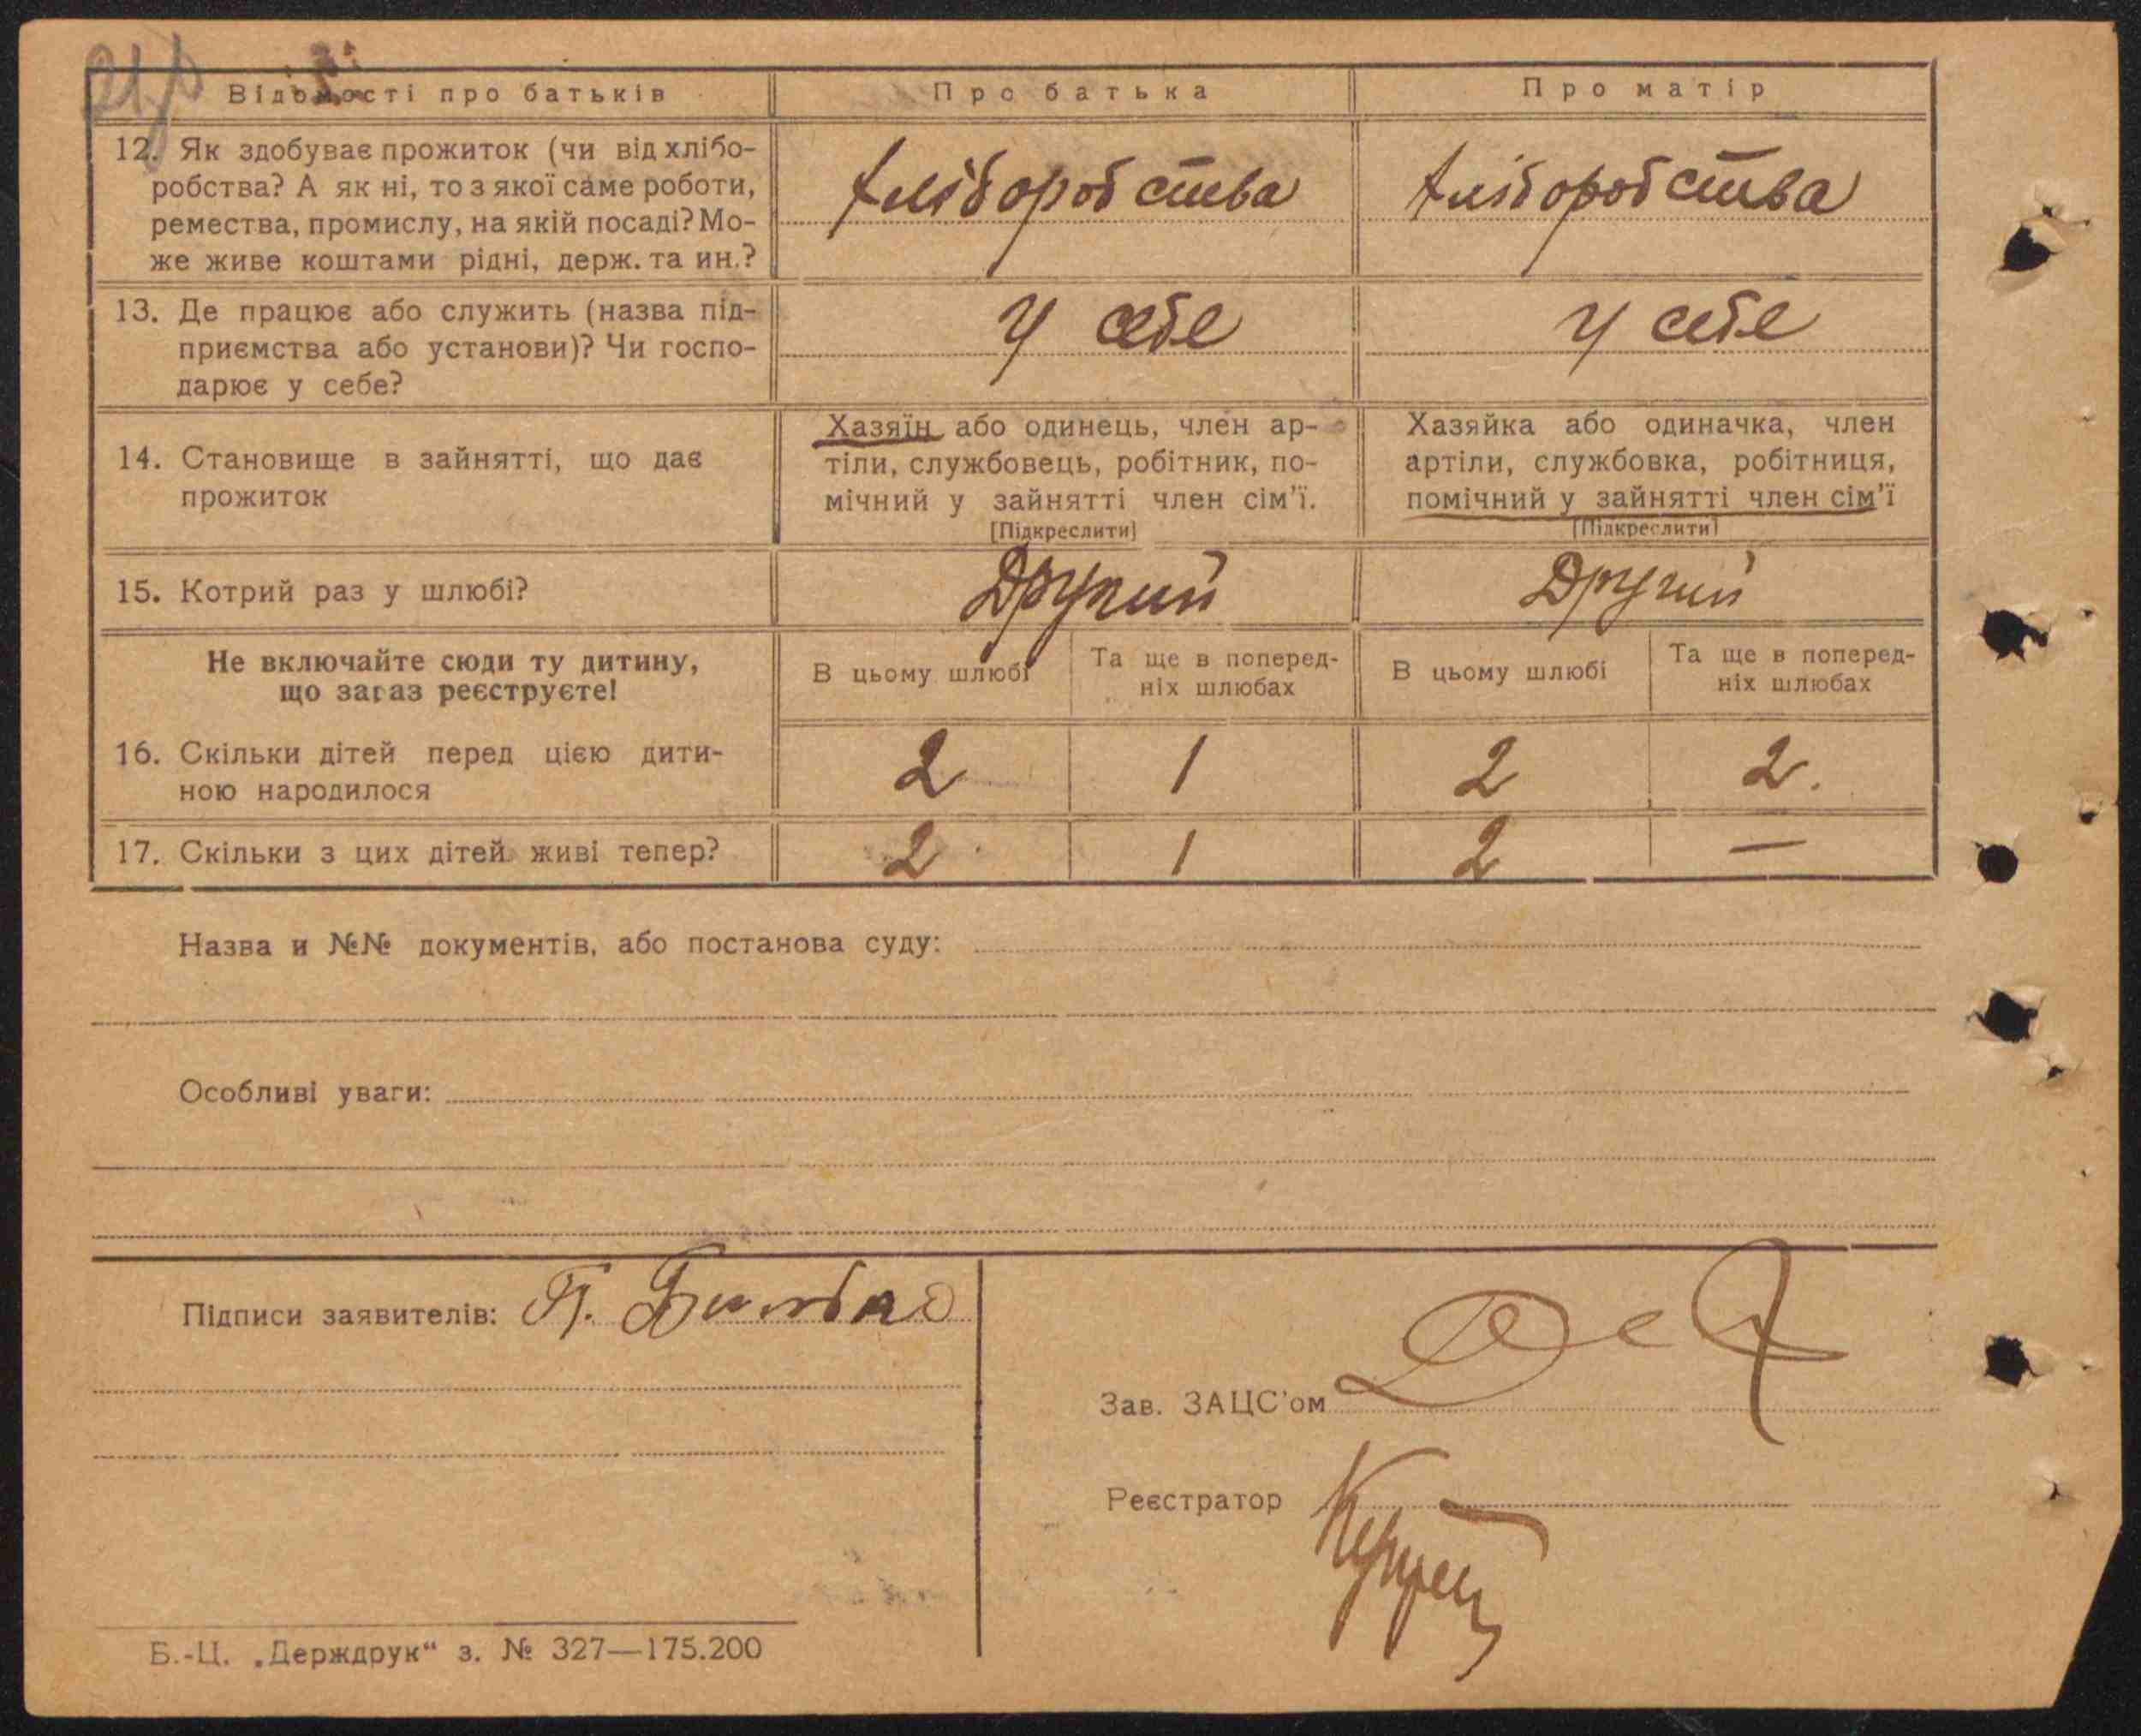 Відомості про батьків
Про батька
Про матір
12. Як здобуває прожиток (чи від хлібо-
робства? А як ні, то з якої саме роботи,
ремества, промислу, на якій посаді? Мо-
же живе коштами рідні, держ. та ин.?
хліборобства
хліборобства
13. Де працює або служить (назва під-
приємства або установи)? Чи госпо-
дарює у себе?
у себе
у себе
14. Становище в зайнятті, що дає
прожиток
Хазяїн або одинець, член ар-
тіли, службовець, робітник, по-
мічний у зайнятті член сім'ї.
[Підкреслити]
Хазяйка або одиначка, член
артіли, службовка, робітниця,
помічний у зайнятті член сім'ї
[Підкреслити]
15. Котрий раз у шлюбі?
Другий
Другий
Не включайте сюди ту дитину,
що зараз реєструєте!
В цьому шлюбі
Та ще в поперед-
ніх шлюбах
В цьому шлюбі
Та ще в поперед-
ніх шлюбах
16. Скільки дітей перед цією дити-
ною народилося
2
1
2
2.
17. Скільки з цих дітей живі тепер?
2
1
2
—
Назва и №№ документів, або постанова суду:
Особливі уваги:
Підписи заявителів: П.
Зав. ЗАЦС'ом
Реєстратор
Б.-Ц. „Держдрук“ з. № 327—175.200